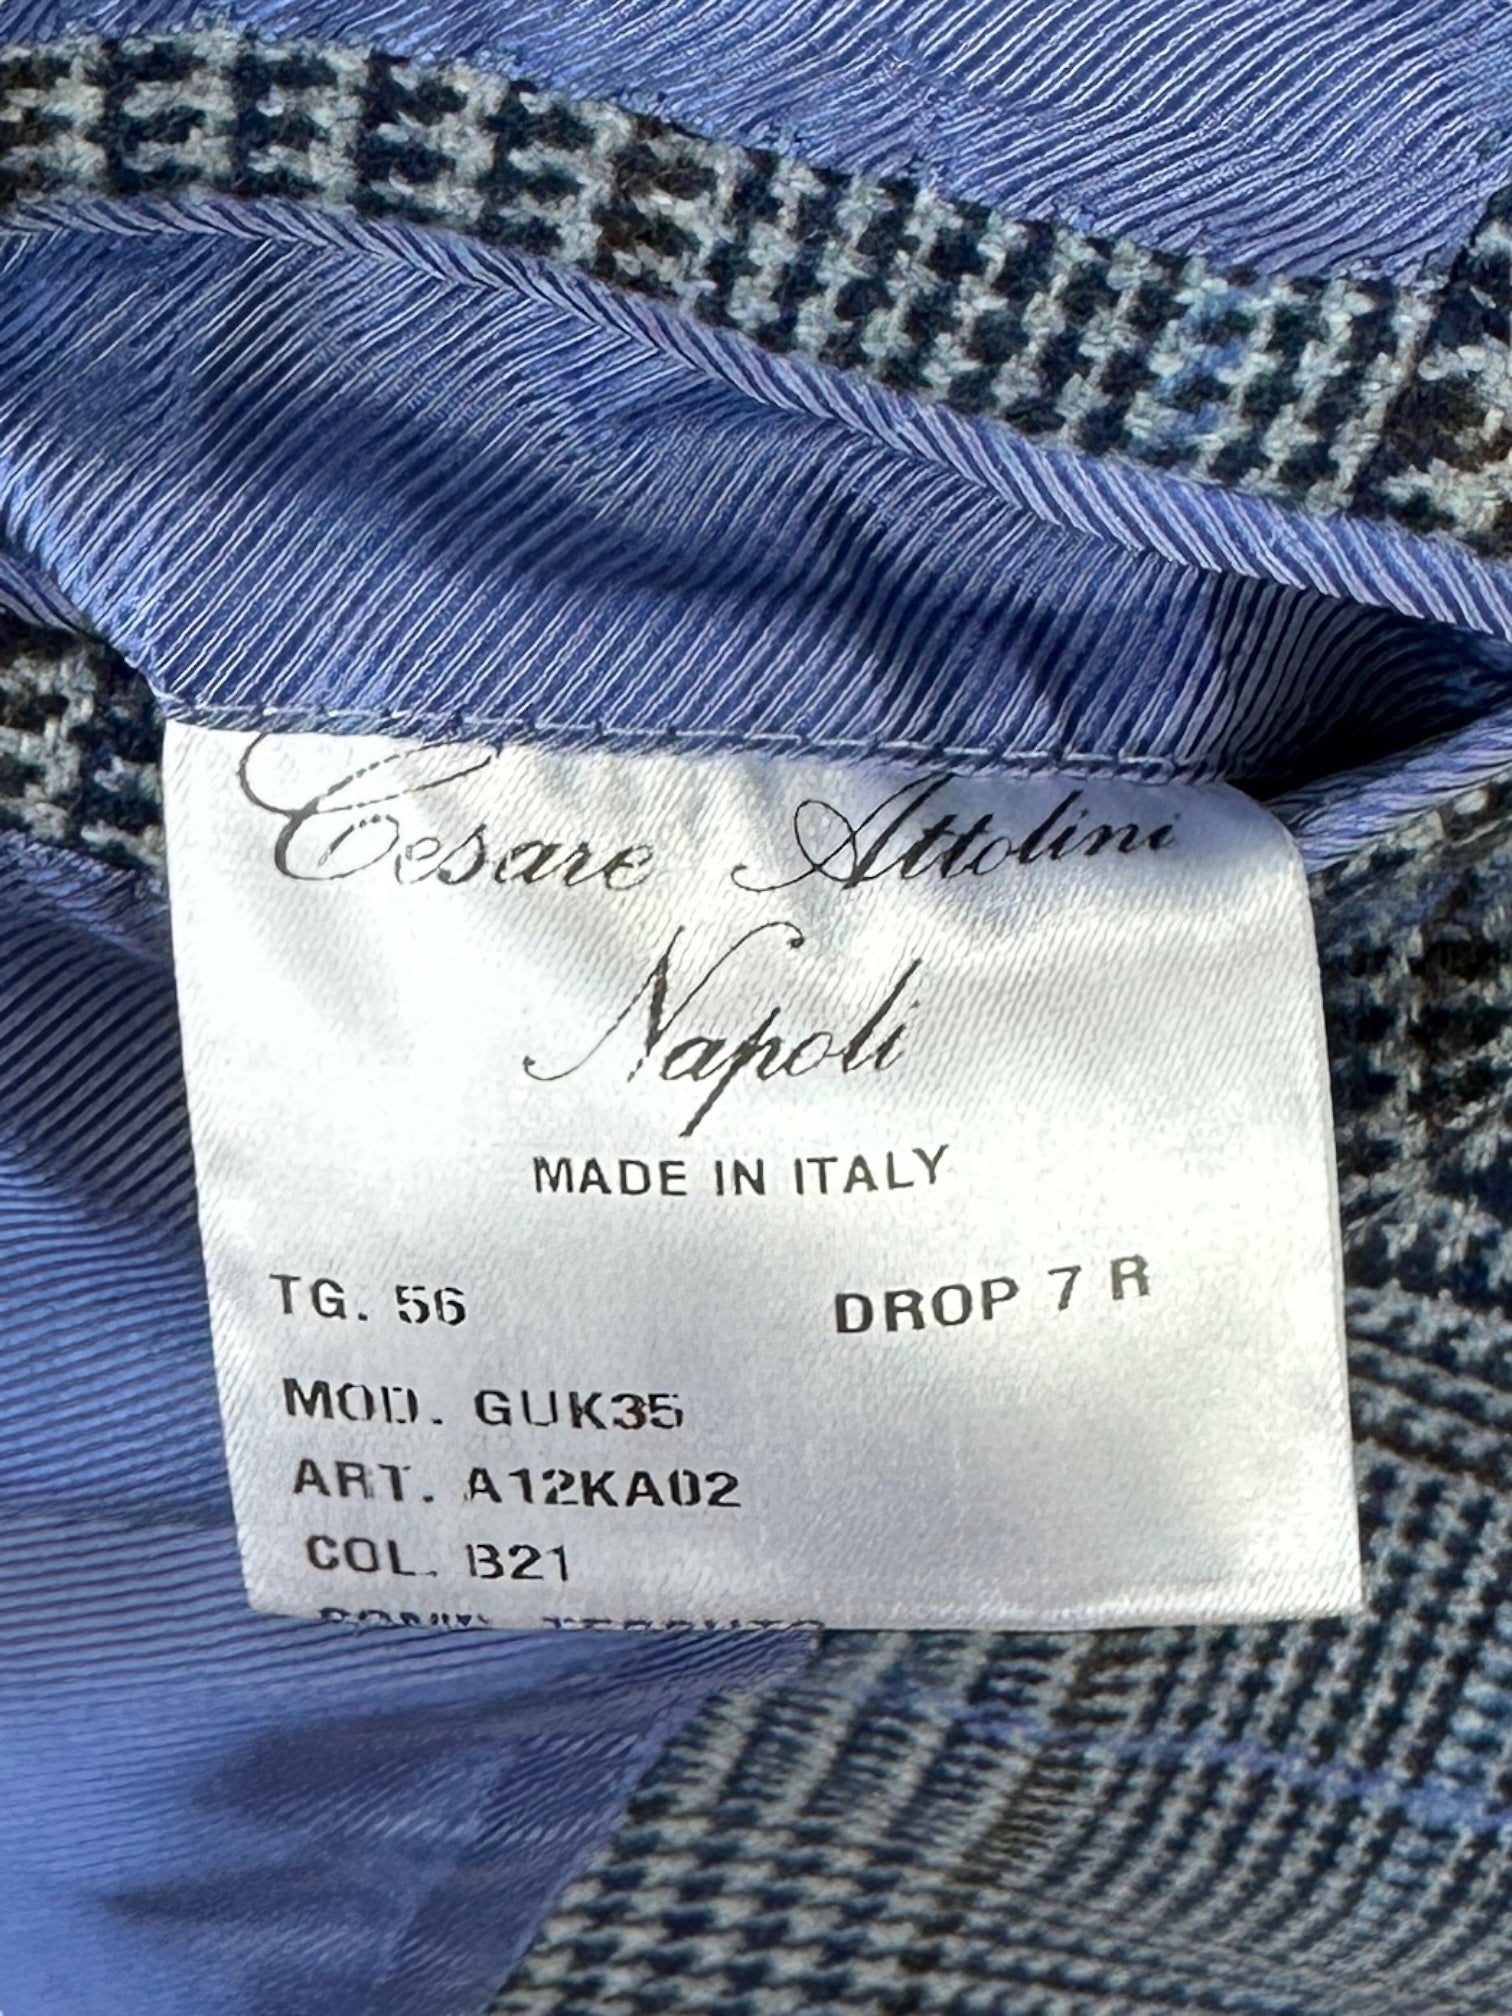 Cesare Attolini
Napoli
MADE IN ITALY
TG. 56 DROP 7 R
MOD. GUK35
ART. A12KA02
COL. B21